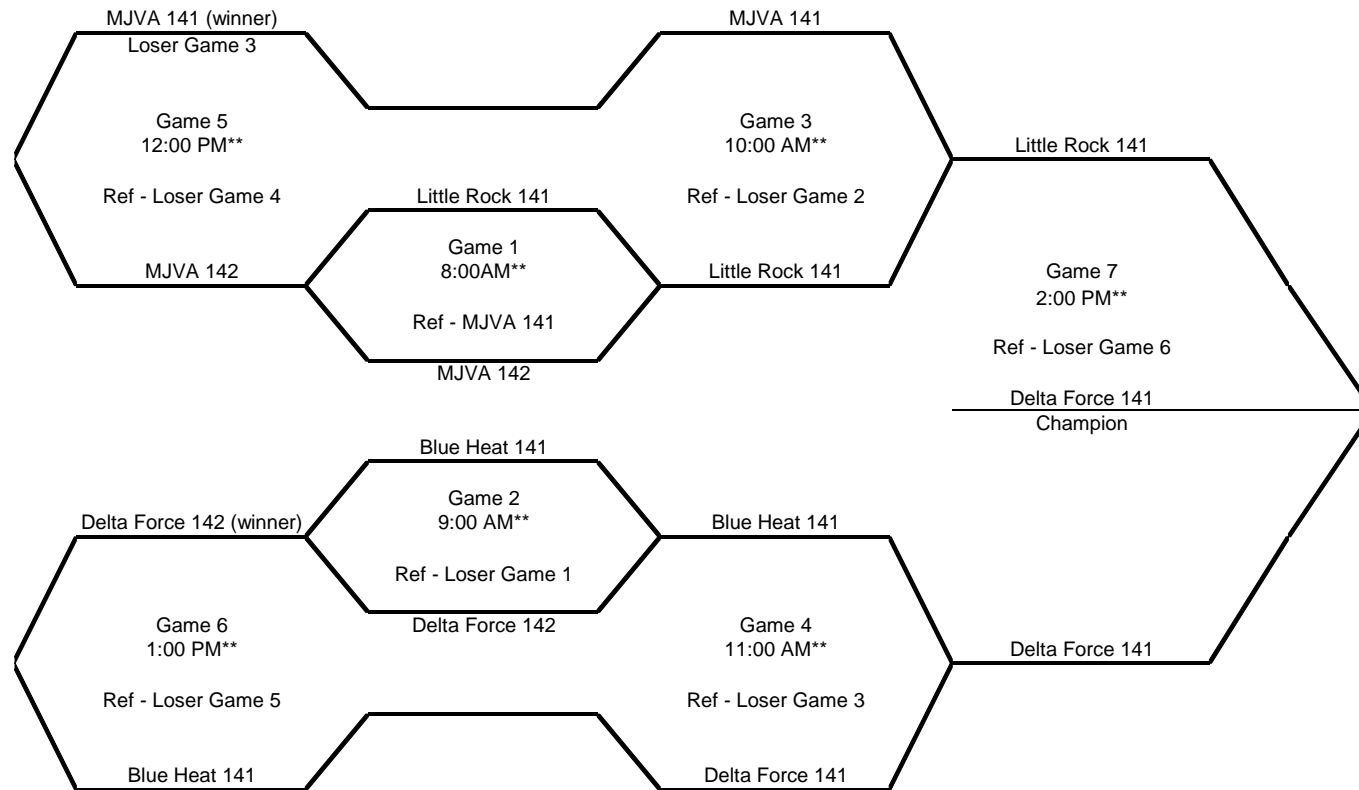 MJVA 141 (winner)
Loser Game 3
MJVA 141
Game 5
12:00 PM**
Game 3
10:00 AM**
Little Rock 141
Ref - Loser Game 4
Little Rock 141
Ref - Loser Game 2
Game 1
8:00AM**
MJVA 142
Little Rock 141
Game 7
2:00 PM**
Ref - MJVA 141
Ref - Loser Game 6
MJVA 142
Delta Force 141
Champion
Blue Heat 141
Game 2
9:00 AM**
Delta Force 142 (winner)
Blue Heat 141
Ref - Loser Game 1
Delta Force 142
Game 6
1:00 PM**
Game 4
11:00 AM**
Delta Force 141
Ref - Loser Game 5
Ref - Loser Game 3
Blue Heat 141
Delta Force 141